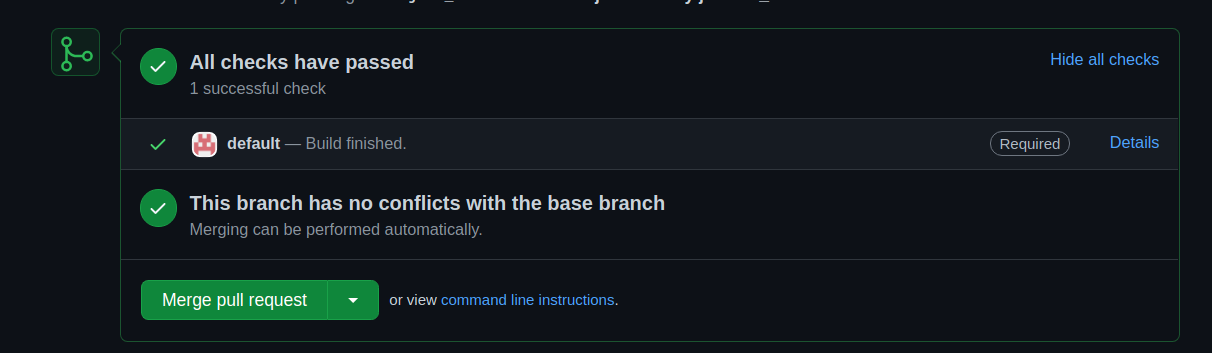 All checks have passed
Hide all checks
1 successful check
default — Build finished.
Required
Details
This branch has no conflicts with the base branch
Merging can be performed automatically.
Merge pull request
or view command line instructions.